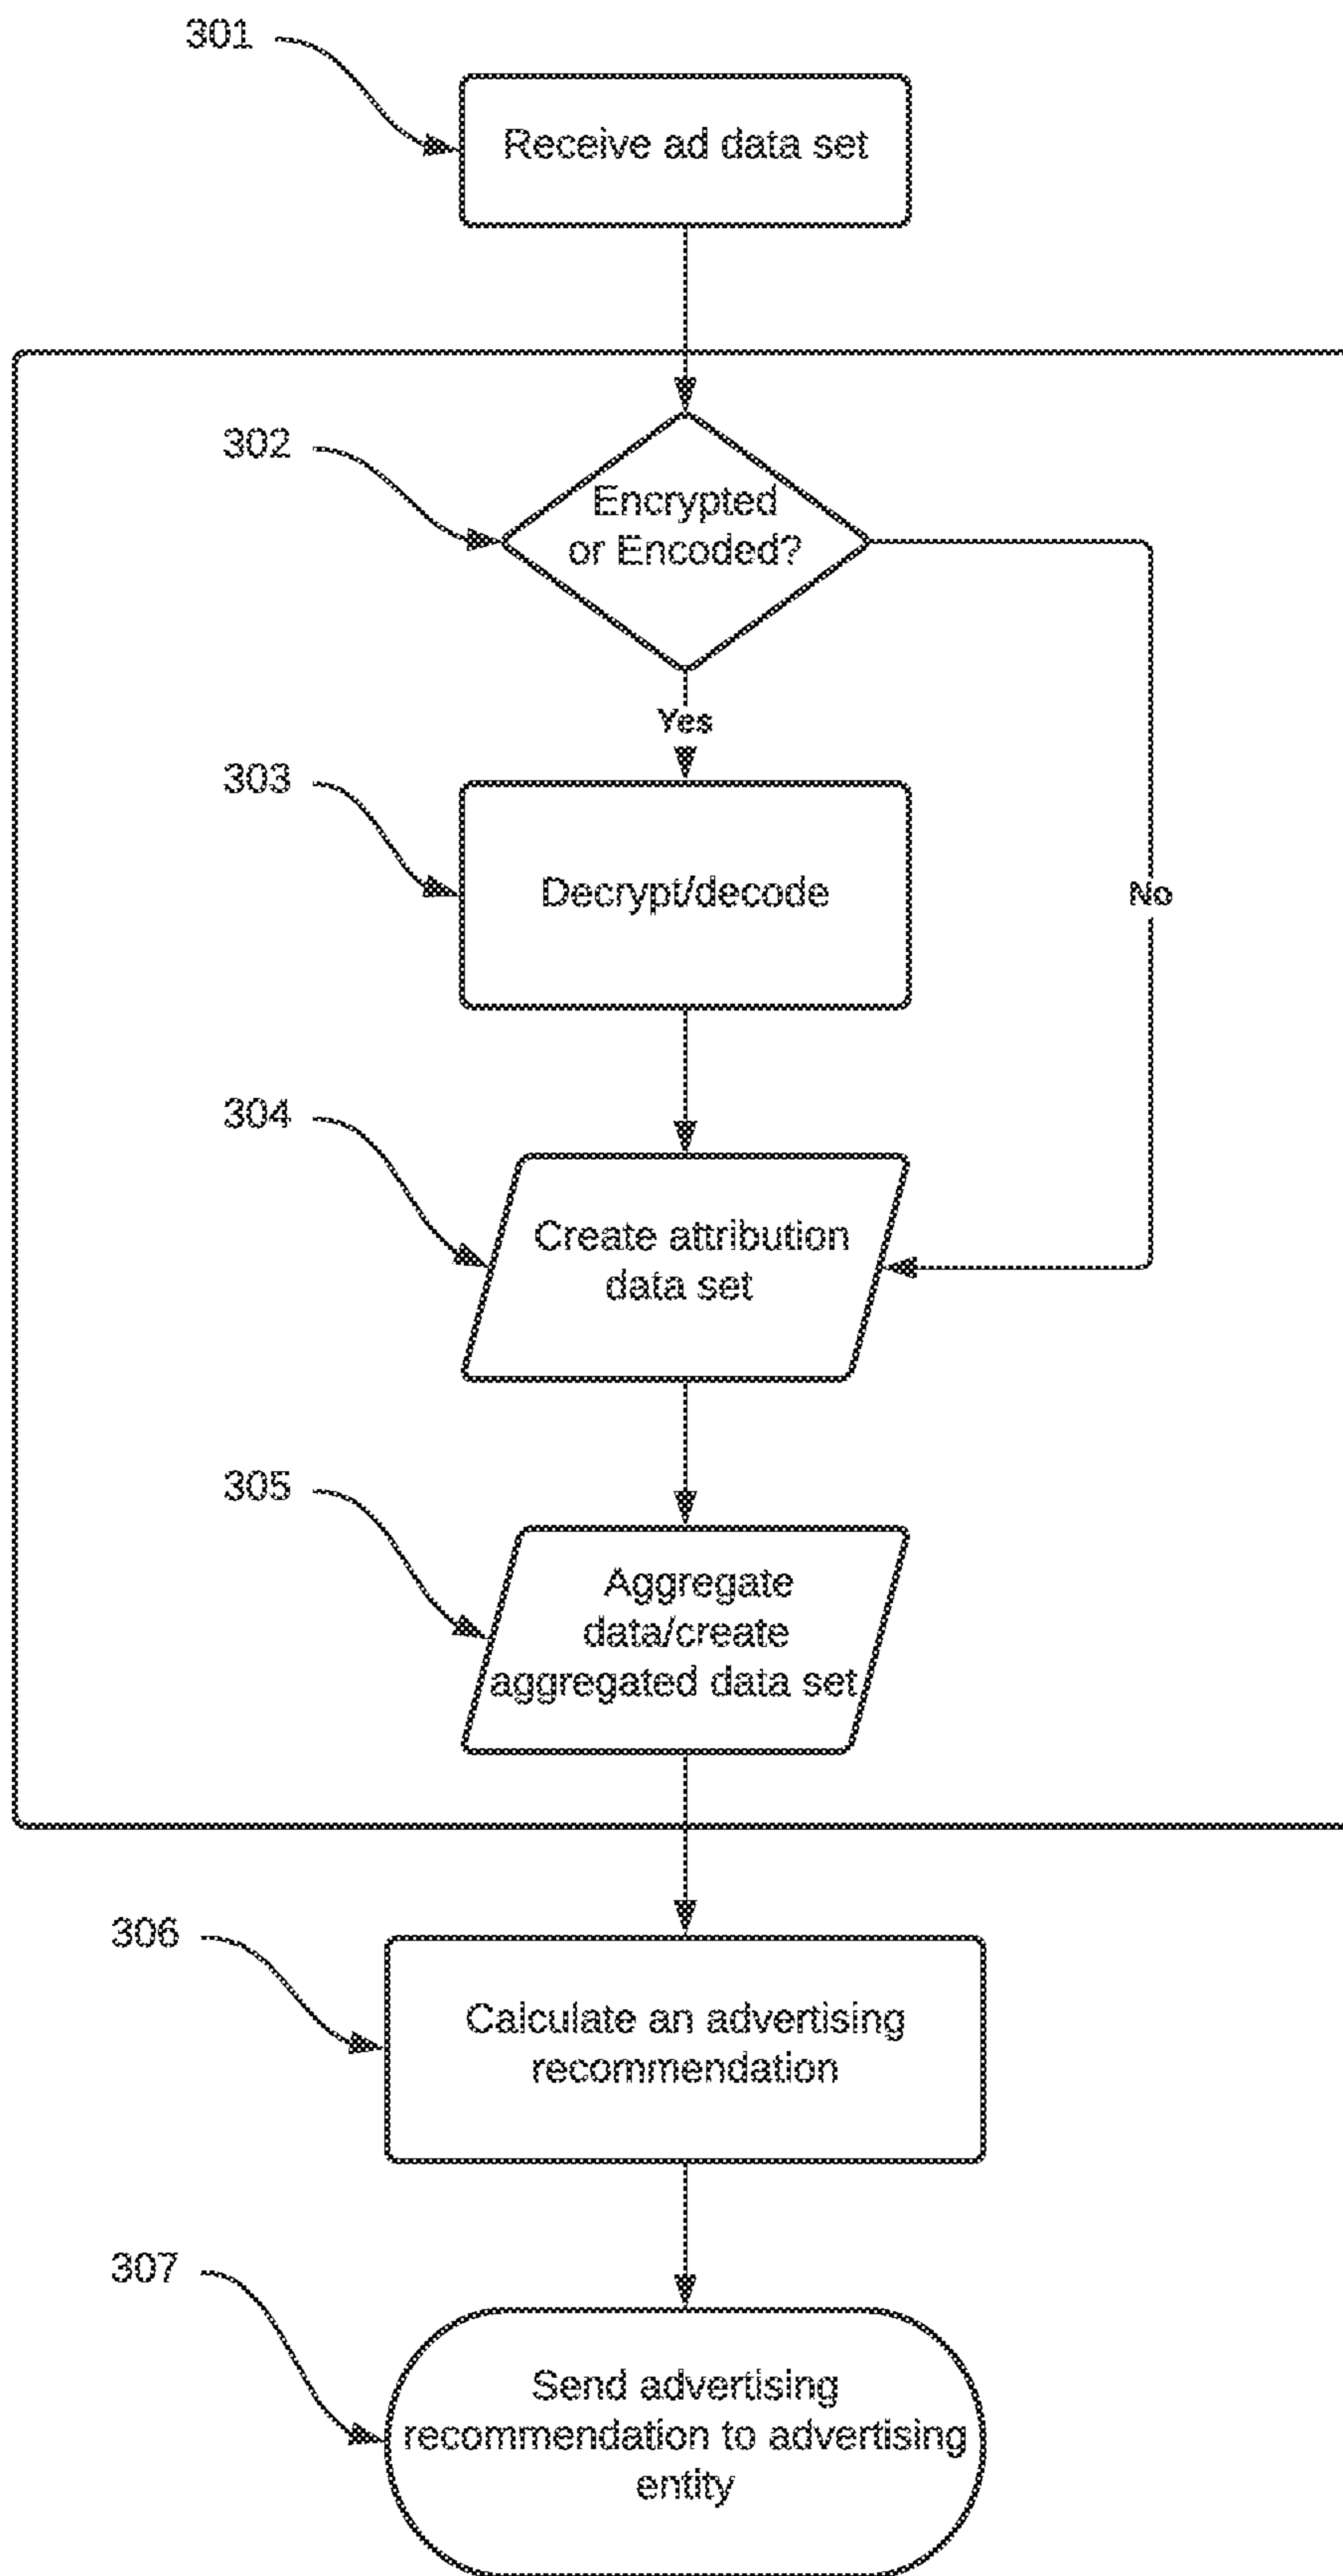 301
Receive ad data set
302
Encrypted
or Encoded?
Yes
303
Decrypt/decode
No
304
Create attribution
data set
305
Aggregate
data/create
aggregated data set
306
Calculate an advertising
recommendation
307
Send advertising
recommendation to advertising
entity